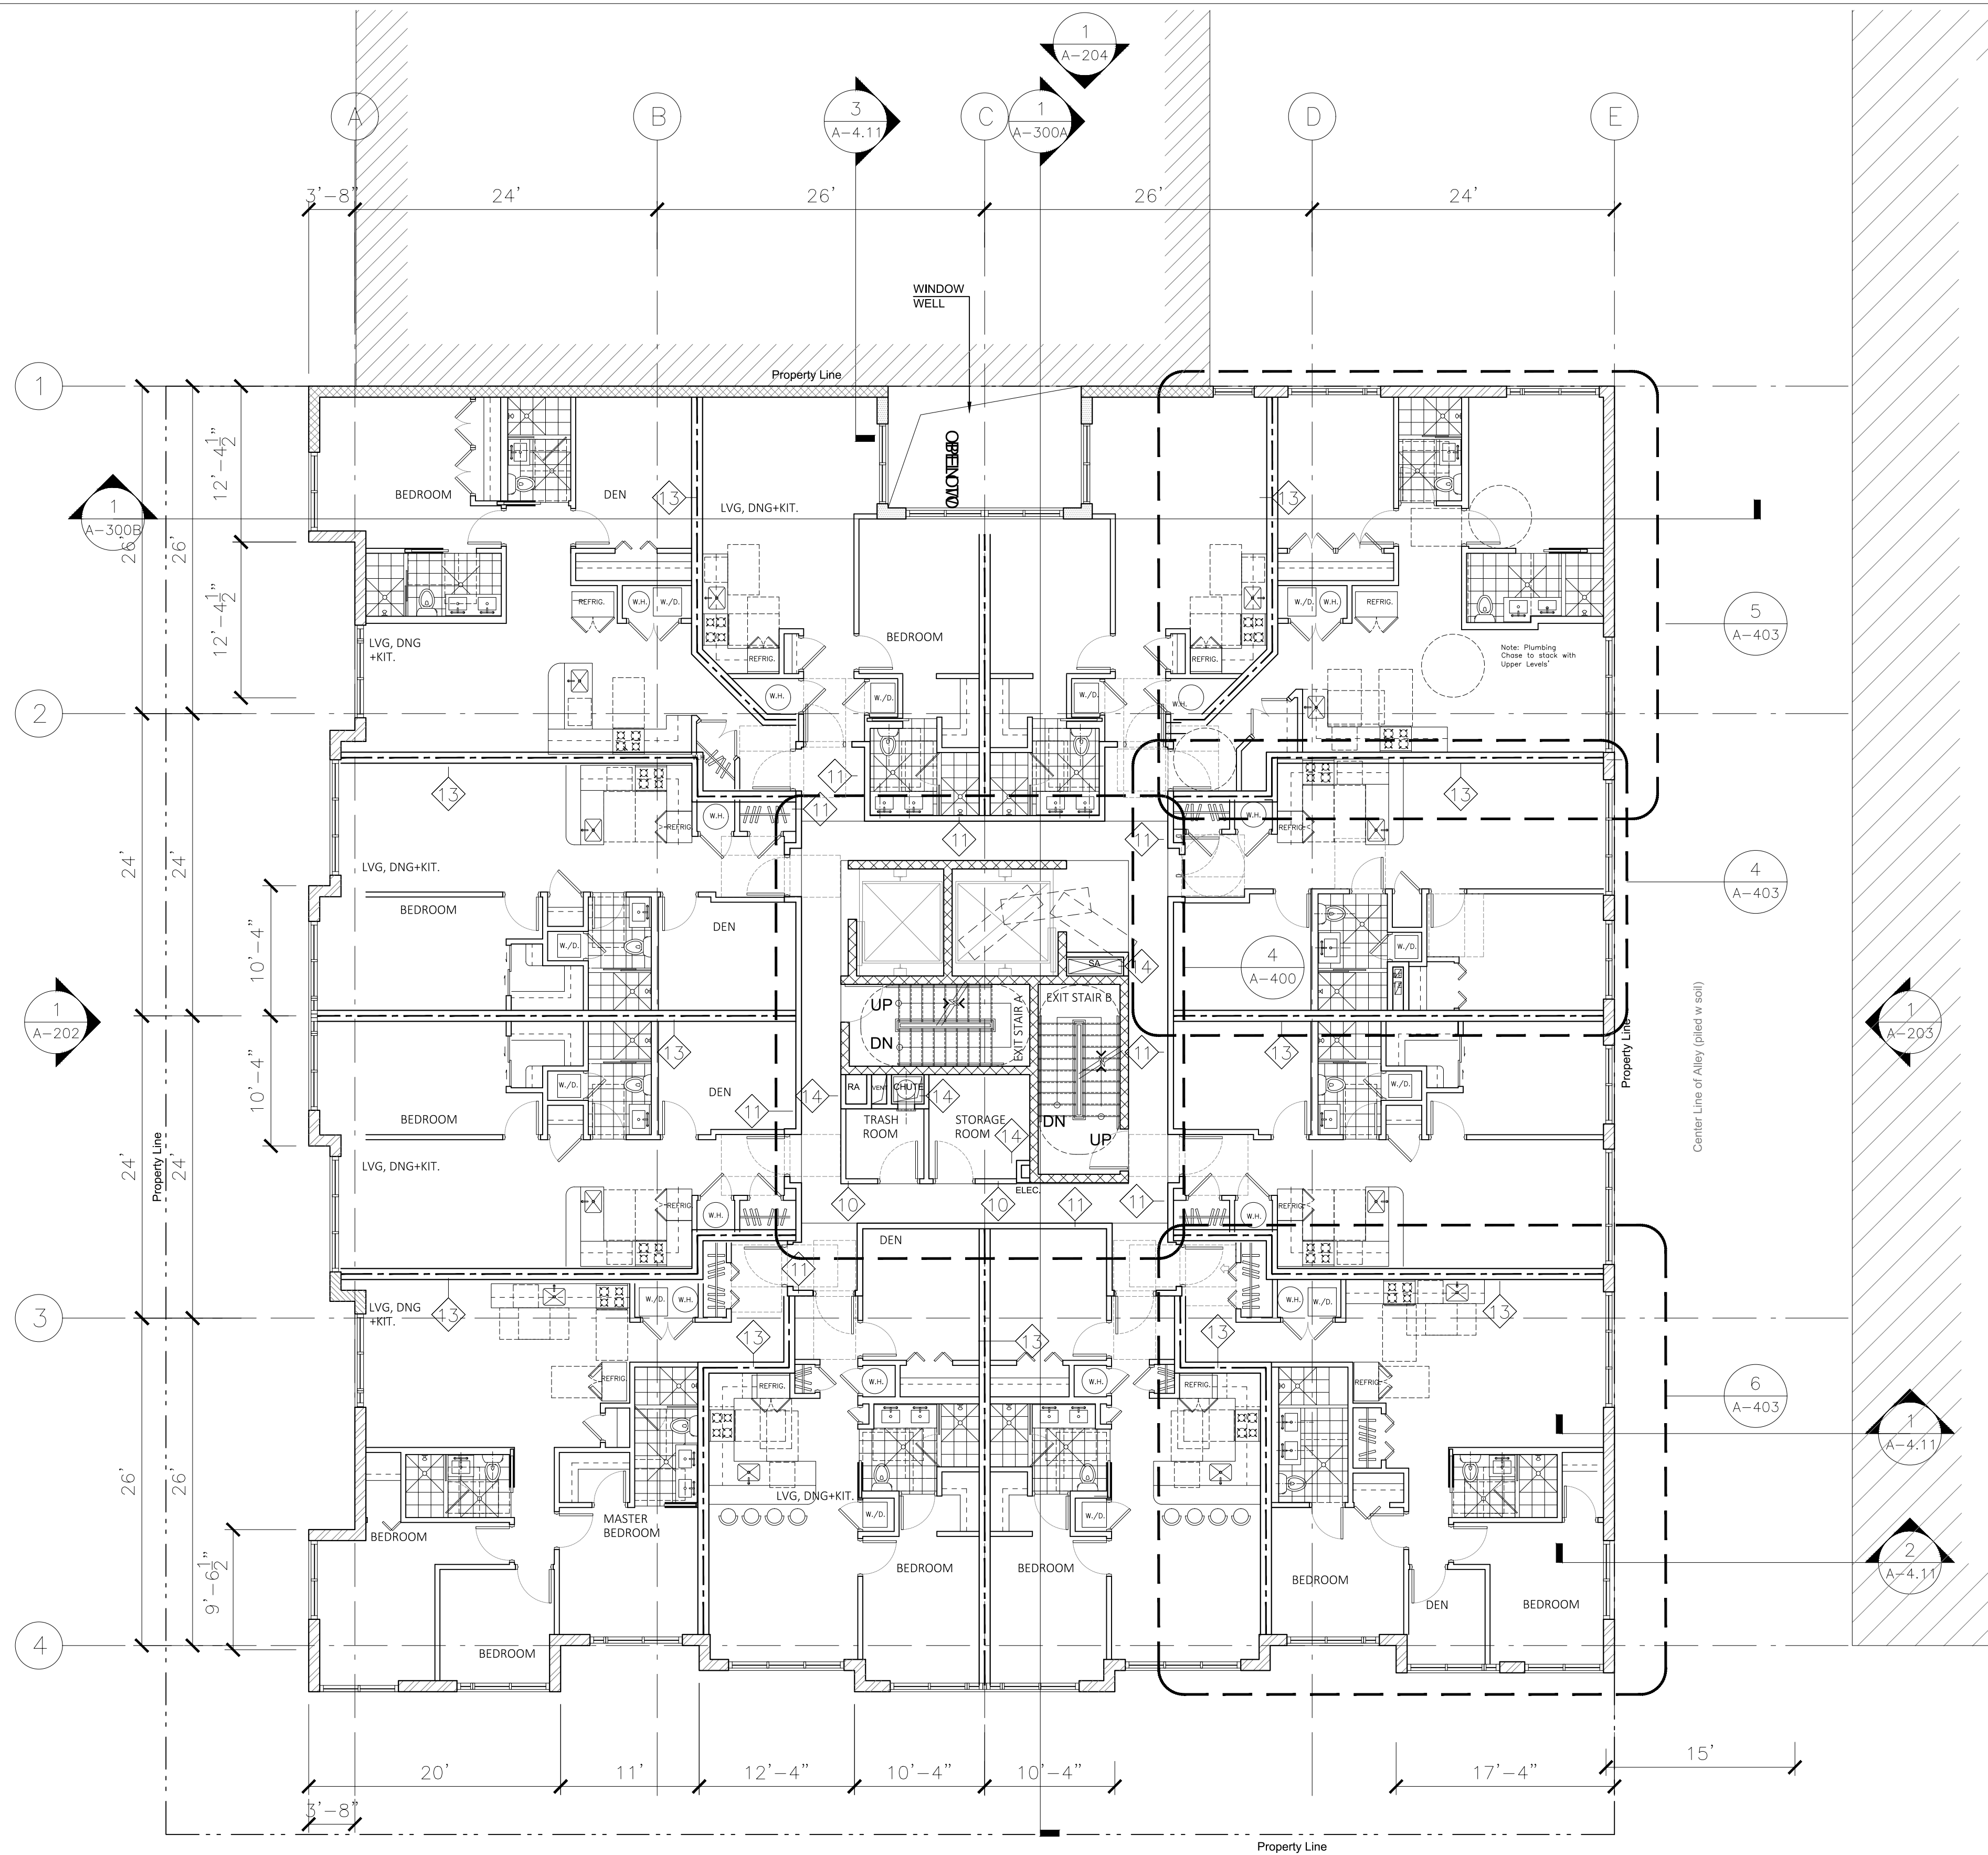 1
A-204
A
B
3
A-4.11
C
1
A-300A
D
E
3'-8"
24'
26'
26'
24'
WINDOW
WELL
Property Line
1
12'-4 1/2"
26'
26'
12'-4 1/2"
1
A-300B
BEDROOM
DEN
13
LVG, DNG+KIT.
13
REFRIG.
W.H.
W./D.
LVG, DNG
+KIT.
BEDROOM
REFRIG.
REFRIG.
W./D.
W.H.
REFRIG.
Note: Plumbing
Chase to stack with
Upper Levels'
5
A-403
2
W.H.
W./D.
W./D.
W.H.
13
11
11
11
11
13
W.H.
REFRIG.
W.H.
REFRIG.
24'
24'
LVG, DNG+KIT.
4
A-403
BEDROOM
DEN
10'-4"
W./D.
W./D.
SA
14
4
A-400
1
A-202
UP
DN
EXIT STAIR A
EXIT STAIR B
1
A-203
Property Line
Center Line of Alley (piled w soil)
13
11
13
10'-4"
W./D.
W./D.
BEDROOM
DEN
11
14
RA
VENT
CHUTE
14
TRASH
ROOM
STORAGE
ROOM
14
DN
UP
Property Line
24'
24'
LVG, DNG+KIT.
ELEC.
10
10
11
11
REFRIG.
W.H.
W.H.
REFRIG.
DEN
11
3
LVG, DNG
+KIT.
13
W./D.
W.H.
13
13
13
W.H.
W./D.
13
REFRIG.
REFRIG.
W.H.
W.H.
REFRIG.
REFRIG.
6
A-403
1
A-4.11
26'
26'
LVG, DNG+KIT.
W./D.
W./D.
BEDROOM
MASTER
BEDROOM
BEDROOM
BEDROOM
BEDROOM
DEN
BEDROOM
2
A-4.11
9'-6 1/2"
BEDROOM
4
20'
11'
12'-4"
10'-4"
10'-4"
17'-4"
15'
3'-8"
Property Line